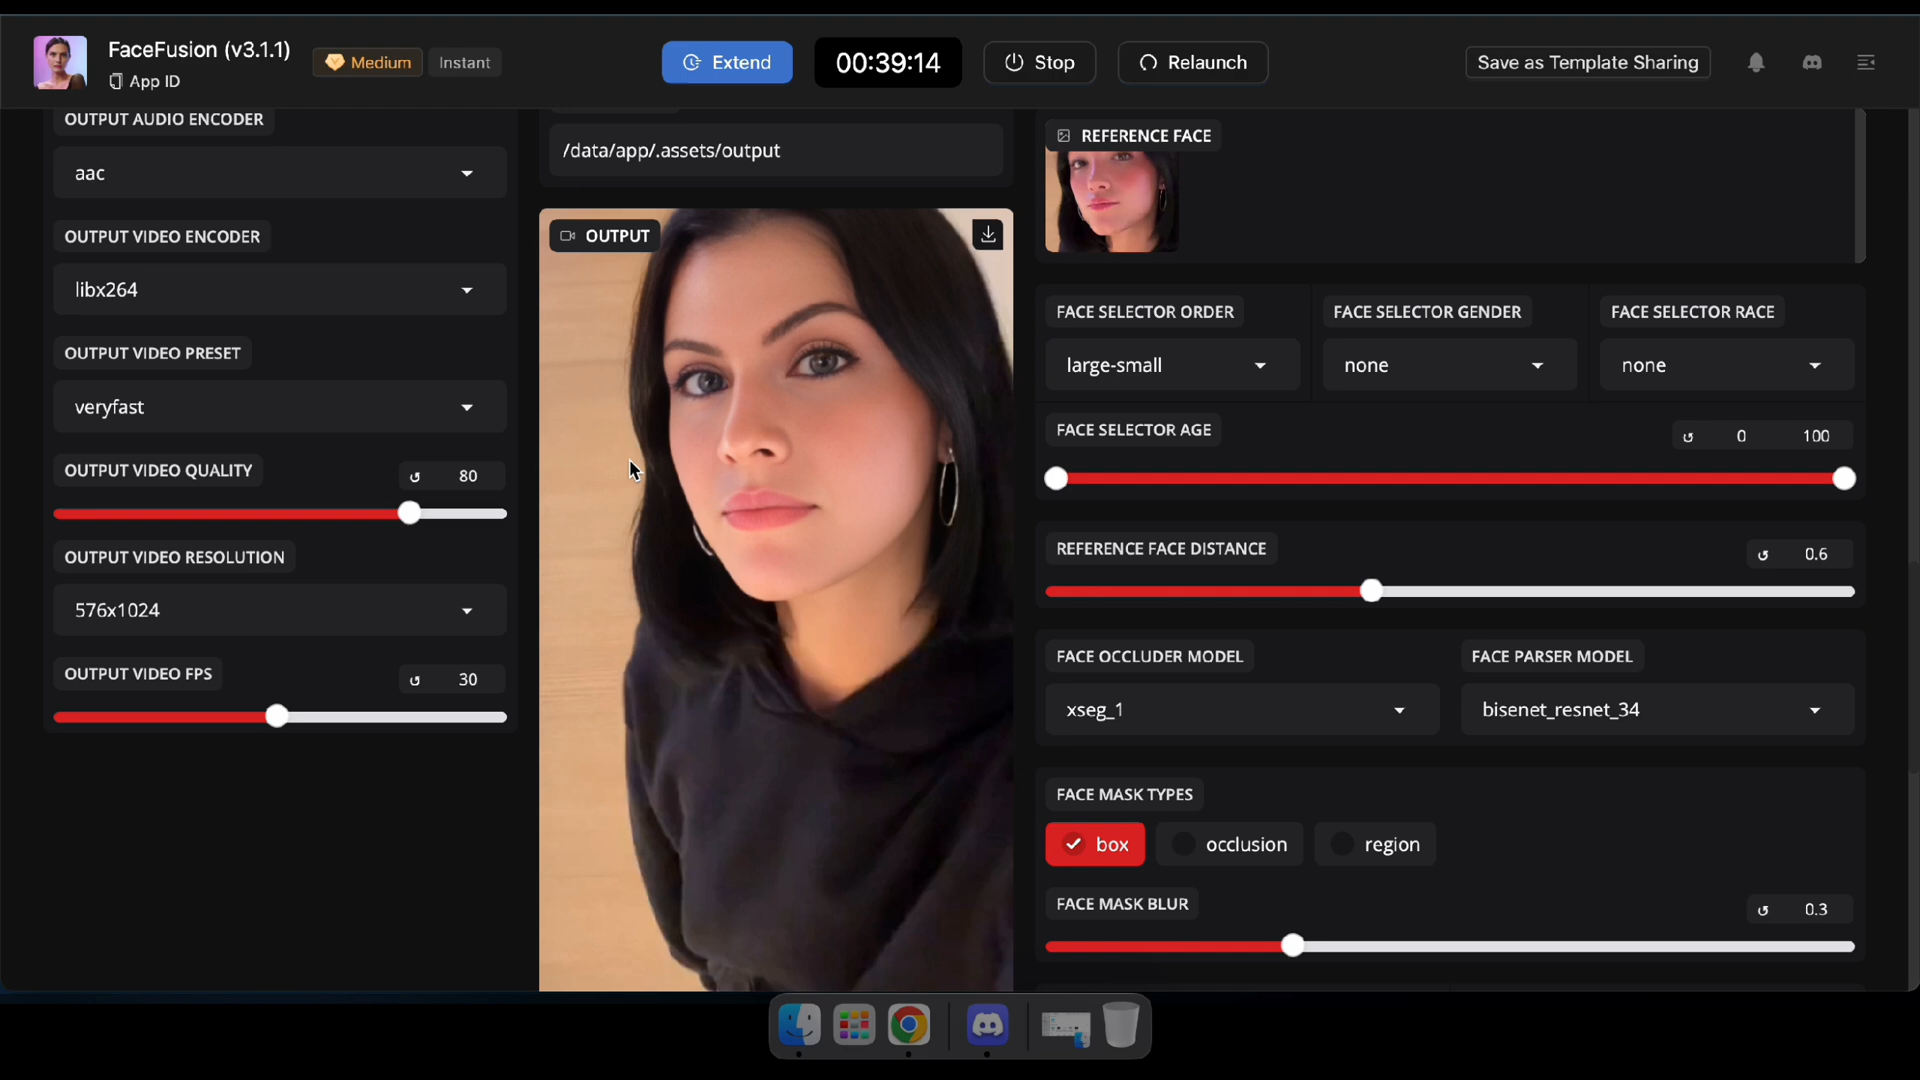 FaceFusion (v3.1.1)
Medium
Instant
App ID
Extend
00:39:14
Stop
Relaunch
Save as Template Sharing
OUTPUT AUDIO ENCODER
aac
OUTPUT VIDEO ENCODER
libx264
OUTPUT VIDEO PRESET
veryfast
OUTPUT VIDEO QUALITY
80
OUTPUT VIDEO RESOLUTION
576x1024
OUTPUT VIDEO FPS
30
/data/app/.assets/output
OUTPUT
REFERENCE FACE
FACE SELECTOR ORDER
large-small
FACE SELECTOR GENDER
none
FACE SELECTOR RACE
none
FACE SELECTOR AGE
0
100
REFERENCE FACE DISTANCE
0.6
FACE OCCLUDER MODEL
xseg_1
FACE PARSER MODEL
bisenet_resnet_34
FACE MASK TYPES
box
occlusion
region
FACE MASK BLUR
0.3